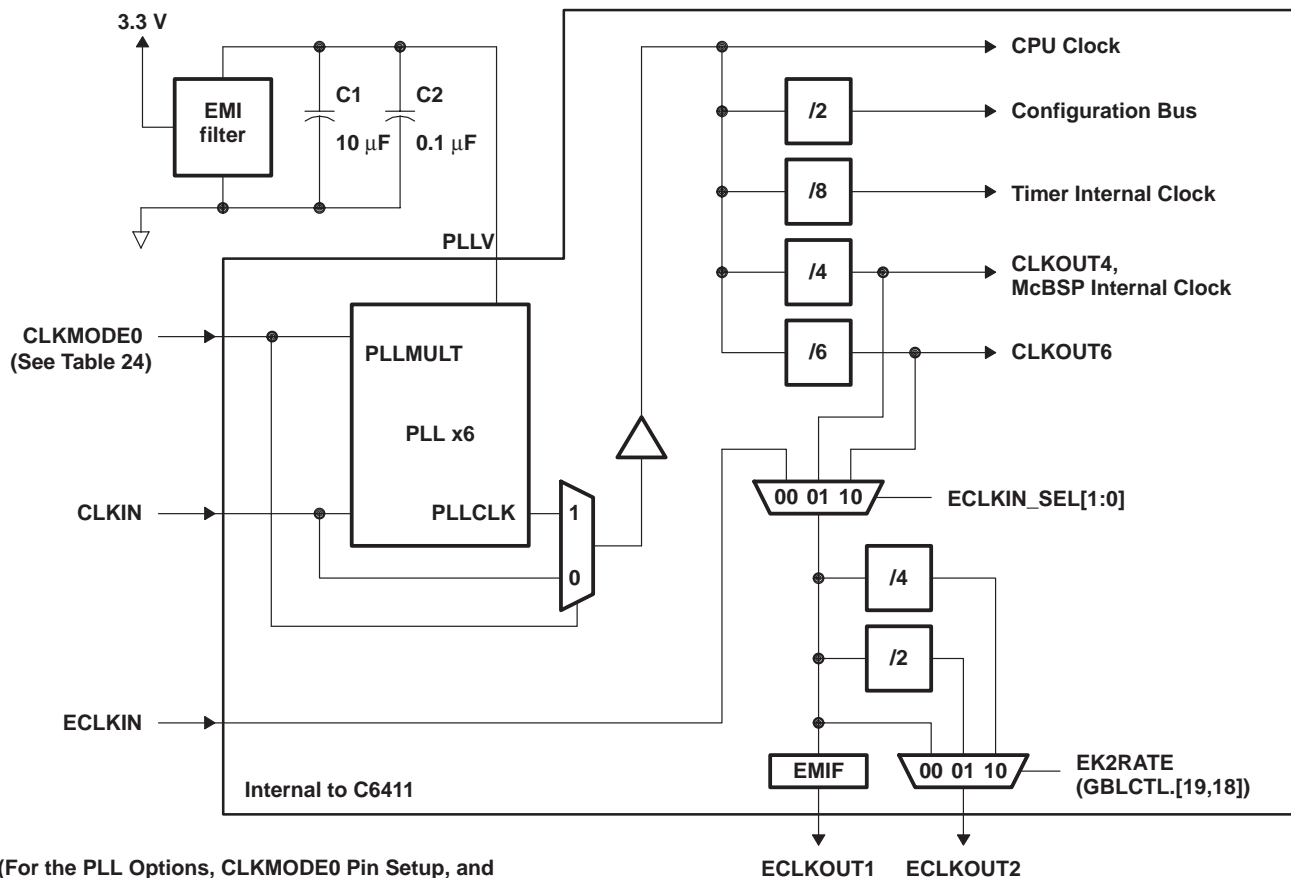 3.3 V
EMI
filter
C1
10 μF
C2
0.1 μF
PLLV
CPU Clock
/2
Configuration Bus
/8
Timer Internal Clock
/4
CLKOUT4,
McBSP Internal Clock
/6
CLKOUT6
CLKMODE0
(See Table 24)
PLLMULT
PLL x6
PLLCLK
1
0
CLKIN
00 01 10
ECLKIN_SEL[1:0]
/4
/2
ECLKIN
EMIF
00 01 10
EK2RATE
(GBLCTL.[19,18])
Internal to C6411
ECLKOUT1
ECLKOUT2
(For the PLL Options, CLKMODE0 Pin Setup, and